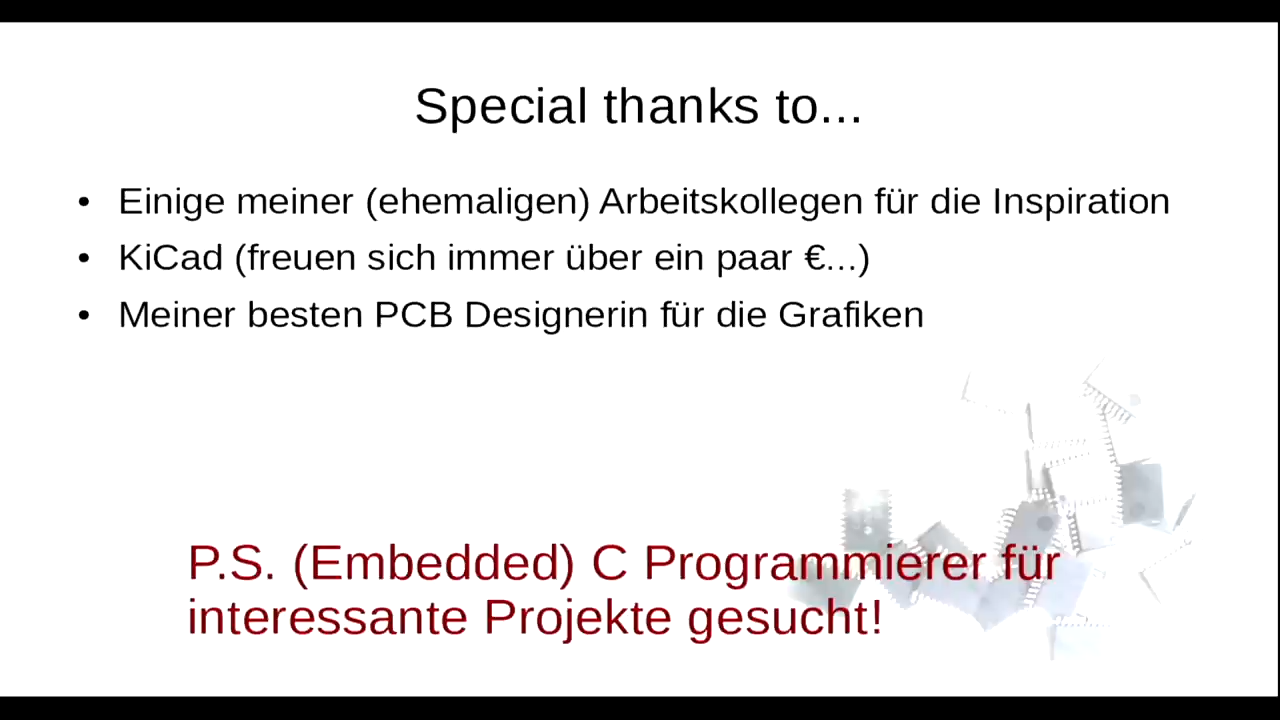 Special thanks to...
• Einige meiner (ehemaligen) Arbeitskollegen für die Inspiration
• KiCad (freuen sich immer über ein paar €...)
• Meiner besten PCB Designerin für die Grafiken
P.S. (Embedded) C Programmierer für
interessante Projekte gesucht!